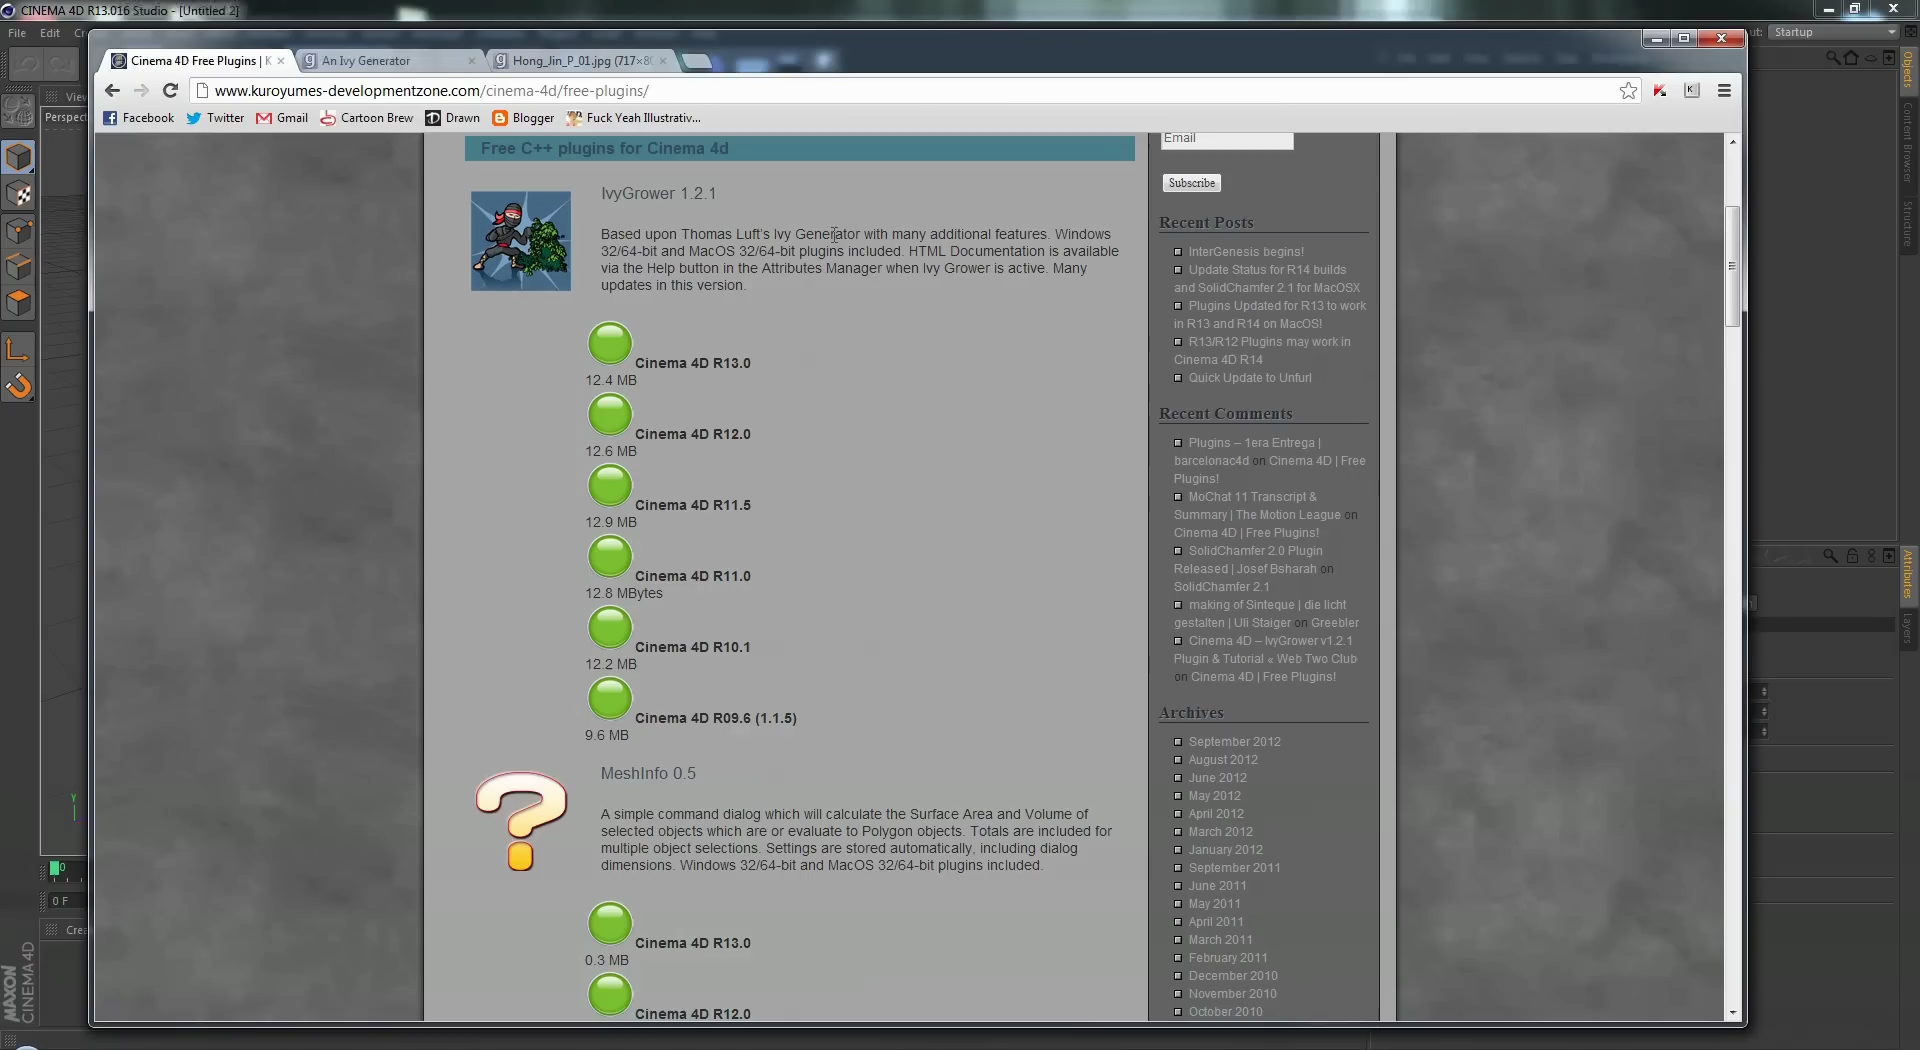 CINEMA 4D R13.016 Studio - [Untitled 2]
File Edit
Startup
Cinema 4D Free Plugins | K
An Ivy Generator
Hong_Jin_P_01.jpg (717×80
www.kuroyumes-developmentzone.com/cinema-4d/free-plugins/
Facebook Twitter Gmail Cartoon Brew Drawn Blogger Fuck Yeah Illustrativ...
Free C++ plugins for Cinema 4d
IvyGrower 1.2.1
Based upon Thomas Luft's Ivy Generator with many additional features. Windows
32/64-bit and MacOS 32/64-bit plugins included. HTML Documentation is available
via the Help button in the Attributes Manager when Ivy Grower is active. Many
updates in this version.
Cinema 4D R13.0
12.4 MB
Cinema 4D R12.0
12.6 MB
Cinema 4D R11.5
12.9 MB
Cinema 4D R11.0
12.8 MBytes
Cinema 4D R10.1
12.2 MB
Cinema 4D R09.6 (1.1.5)
9.6 MB
MeshInfo 0.5
A simple command dialog which will calculate the Surface Area and Volume of
selected objects which are or evaluate to Polygon objects. Totals are included for
multiple object selections. Settings are stored automatically, including dialog
dimensions. Windows 32/64-bit and MacOS 32/64-bit plugins included.
Cinema 4D R13.0
0.3 MB
Cinema 4D R12.0
Email
Subscribe
Recent Posts
InterGenesis begins!
Update Status for R14 builds
and SolidChamfer 2.1 for MacOSX
Plugins Updated for R13 to work
in R13 and R14 on MacOS!
R13/R12 Plugins may work in
Cinema 4D R14
Quick Update to Unfurl
Recent Comments
Plugins – 1era Entrega |
barcelonac4d on Cinema 4D | Free
Plugins!
MoChat 11 Transcript &
Summary | The Motion League on
Cinema 4D | Free Plugins!
SolidChamfer 2.0 Plugin
Released | Josef Bsharah on
SolidChamfer 2.1
making of Sinteque | die licht
gestalten | Uli Staiger on Greebler
Cinema 4D – IvyGrower v1.2.1
Plugin & Tutorial « Web Two Club
on Cinema 4D | Free Plugins!
Archives
September 2012
August 2012
June 2012
May 2012
April 2012
March 2012
January 2012
September 2011
June 2011
May 2011
April 2011
March 2011
February 2011
December 2010
November 2010
October 2010
Objects
Content Browser
Structure
Attributes
Layers
Perspect
0 F
MAXON
CINEMA 4D